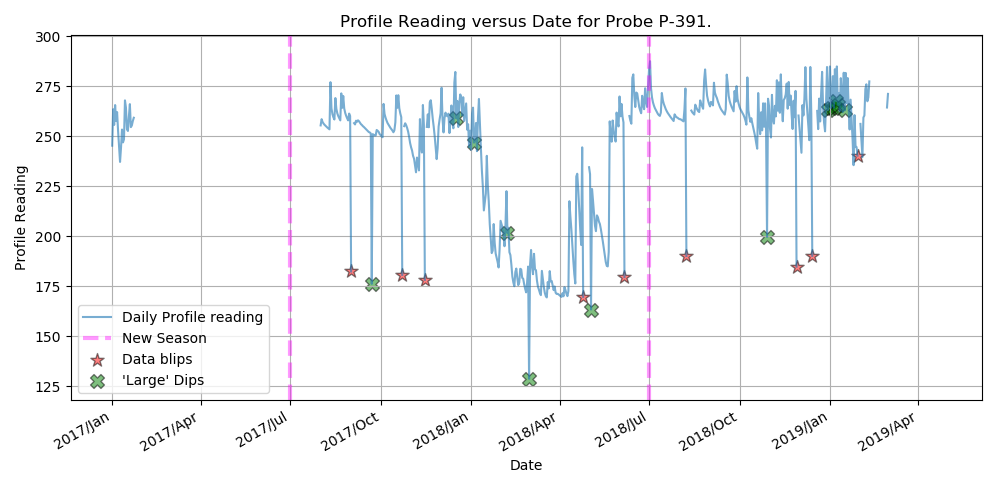 Profile Reading versus Date for Probe P-391.
300
275
250
225
200
175
150
125
Profile Reading
Daily Profile reading
New Season
Data blips
'Large' Dips
2017/Jan
2017/Apr
2017/Jul
2017/Oct
2018/Jan
2018/Apr
2018/Jul
2018/Oct
2019/Jan
2019/Apr
Date